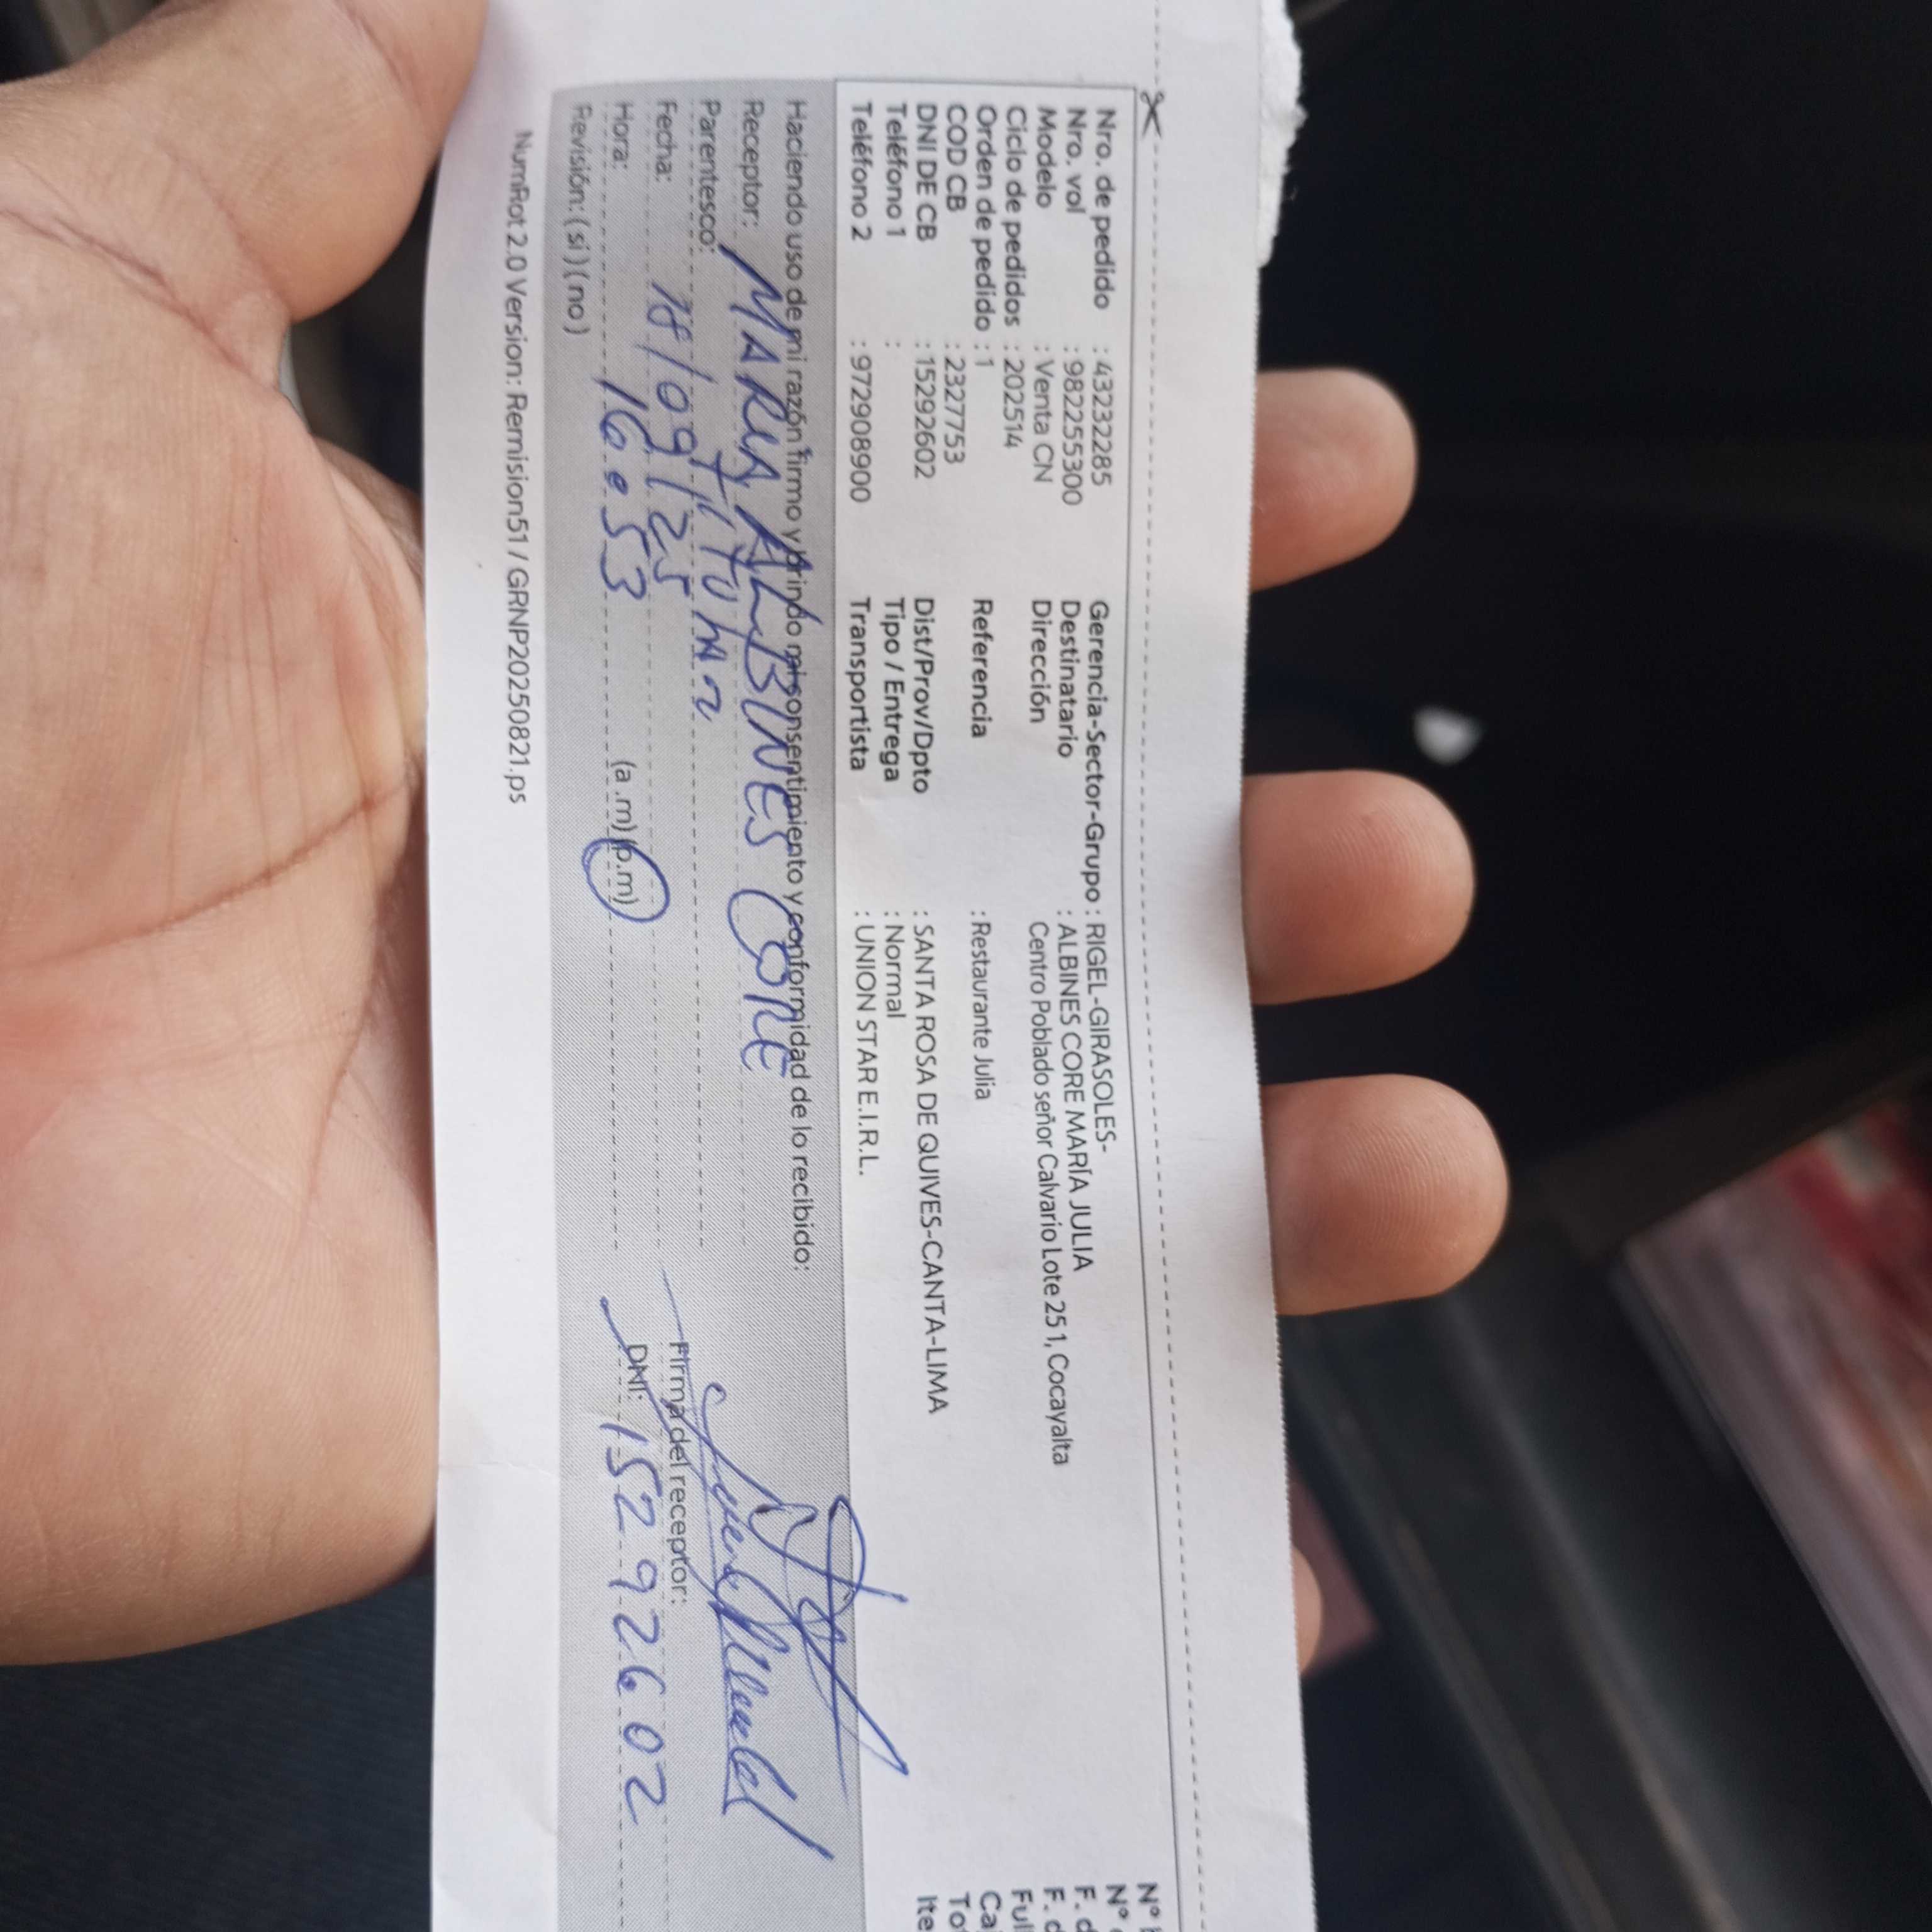 Nro. de pedido : 43232285
Nro. vol : 982255300
Modelo : Venta CN
Ciclo de pedidos : 202514
Orden de pedido : 1
COD CB : 2327753
DNI DE CB : 15292602
Teléfono 1 :
Teléfono 2 : 972908900
Gerencia-Sector-Grupo : RIGEL-GIRASOLES-
Destinatario : ALBINES CORE MARÍA JULIA
Dirección Centro Poblado señor Calvario Lote 251, Cocayalta
Referencia : Restaurante Julia
Dist/Prov/Dpto : SANTA ROSA DE QUIVES-CANTA-LIMA
Tipo / Entrega : Normal
Transportista : UNION STAR E.I.R.L.
Haciendo uso de mi razón firmo y brindo mi consentimiento y conformidad de lo recibido:
Receptor: MARIA ALBINES CORE
Parentesco: Titular
Fecha: 18/09/25
Hora: 16:53 (a.m) (p.m)
Revisión: (si) (no)
Firma del receptor:
DNI: 15292602
NumRot 2.0 Version: Remision51 / GRNP20250821.ps
N°
N°
F. d
F. d
Ful
Ca
To
Ite